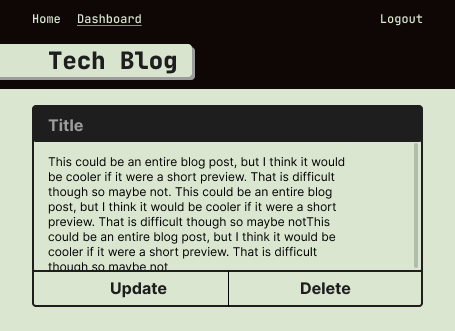 Home Dashboard Logout
Tech Blog
Title
This could be an entire blog post, but I think it would
be cooler if it were a short preview. That is difficult
though so maybe not. This could be an entire blog
post, but I think it would be cooler if it were a short
preview. That is difficult though so maybe notThis
could be an entire blog post, but I think it would be
cooler if it were a short preview. That is difficult
though so maybe not
Update Delete